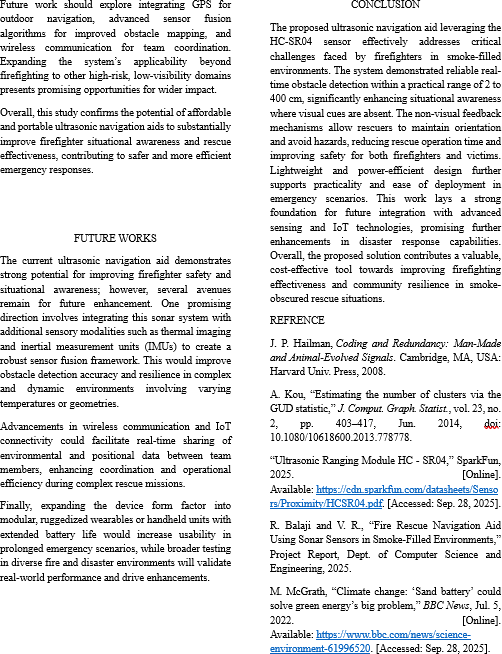 Future work should explore integrating GPS for
outdoor navigation, advanced sensor fusion
algorithms for improved obstacle mapping, and
wireless communication for team coordination.
Expanding the system's applicability beyond
firefighting to other high-risk, low-visibility domains
presents promising opportunities for wider impact.
Overall, this study confirms the potential of affordable
and portable ultrasonic navigation aids to substantially
improve firefighter situational awareness and rescue
effectiveness, contributing to safer and more efficient
emergency responses.
FUTURE WORKS
The current ultrasonic navigation aid demonstrates
strong potential for improving firefighter safety and
situational awareness; however, several avenues
remain for future enhancement. One promising
direction involves integrating this sonar system with
additional sensory modalities such as thermal imaging
and inertial measurement units (IMUs) to create a
robust sensor fusion framework. This would improve
obstacle detection accuracy and resilience in complex
and dynamic environments involving varying
temperatures or geometries.
Advancements in wireless communication and IoT
connectivity could facilitate real-time sharing of
environmental and positional data between team
members, enhancing coordination and operational
efficiency during complex rescue missions.
Finally, expanding the device form factor into
modular, ruggedized wearables or handheld units with
extended battery life would increase usability in
prolonged emergency scenarios, while broader testing
in diverse fire and disaster environments will validate
real-world performance and drive enhancements.
CONCLUSION
The proposed ultrasonic navigation aid leveraging the
HC-SR04 sensor effectively addresses critical
challenges faced by firefighters in smoke-filled
environments. The system demonstrated reliable real-
time obstacle detection within a practical range of 2 to
400 cm, significantly enhancing situational awareness
where visual cues are absent. The non-visual feedback
mechanisms allow rescuers to maintain orientation
and avoid hazards, reducing rescue operation time and
improving safety for both firefighters and victims.
Lightweight and power-efficient design further
supports practicality and ease of deployment in
emergency scenarios. This work lays a strong
foundation for future integration with advanced
sensing and IoT technologies, promising further
enhancements in disaster response capabilities.
Overall, the proposed solution contributes a valuable,
cost-effective tool towards improving firefighting
effectiveness and community resilience in smoke-
obscured rescue situations.
REFRENCE
J. P. Hailman, Coding and Redundancy: Man-Made
and Animal-Evolved Signals. Cambridge, MA, USA:
Harvard Univ. Press, 2008.
A. Kou, "Estimating the number of clusters via the
GUD statistic," J. Comput. Graph. Statist., vol. 23, no.
2, pp. 403–417, Jun. 2014, doi:
10.1080/10618600.2013.778778.
"Ultrasonic Ranging Module HC - SR04," SparkFun,
2025. [Online].
Available: https://cdn.sparkfun.com/datasheets/Senso
rs/Proximity/HCSR04.pdf. [Accessed: Sep. 28, 2025].
R. Balaji and V. R., "Fire Rescue Navigation Aid
Using Sonar Sensors in Smoke-Filled Environments,"
Project Report, Dept. of Computer Science and
Engineering, 2025.
M. McGrath, "Climate change: 'Sand battery' could
solve green energy's big problem," BBC News, Jul. 5,
2022. [Online].
Available: https://www.bbc.com/news/science-
environment-61996520. [Accessed: Sep. 28, 2025].